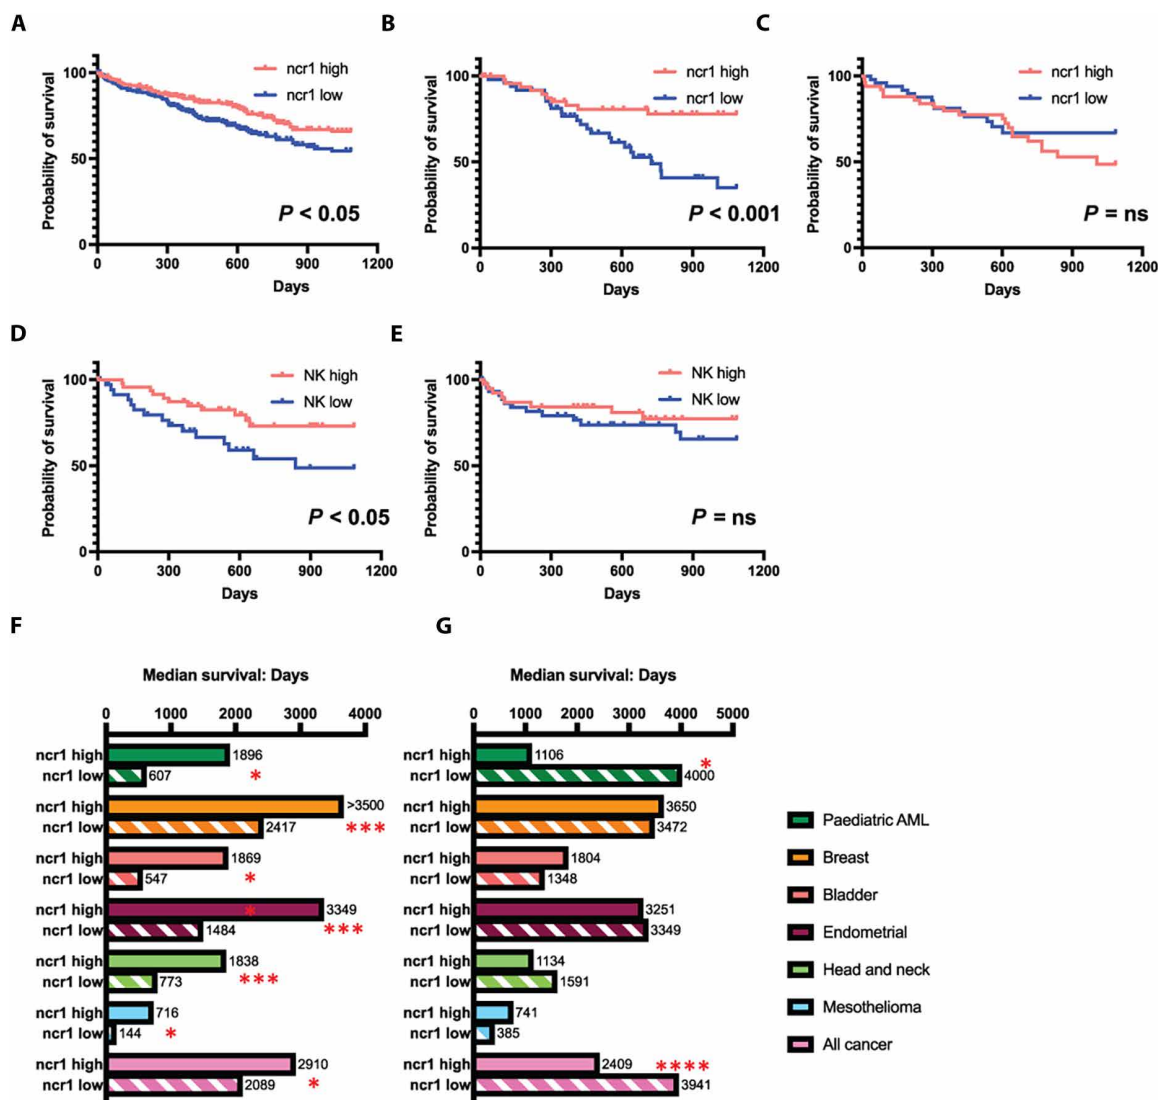 A
B
C
Probability of survival
100
50
0
0 300 600 900 1200
Days
ncr1 high
ncr1 low
P < 0.05
Probability of survival
100
50
0
0 300 600 900 1200
Days
ncr1 high
ncr1 low
P < 0.001
Probability of survival
100
50
0
0 300 600 900 1200
Days
ncr1 high
ncr1 low
P = ns
D
E
Probability of survival
100
50
0
0 300 600 900 1200
Days
NK high
NK low
P < 0.05
Probability of survival
100
50
0
0 300 600 900 1200
Days
NK high
NK low
P = ns
F
Median survival: Days
0 1000 2000 3000 4000
ncr1 high 1896
ncr1 low 607 *
ncr1 high >3500
ncr1 low 2417 ***
ncr1 high 1869
ncr1 low 547 *
ncr1 high * 3349
ncr1 low 1484 ***
ncr1 high 1838
ncr1 low 773 ***
ncr1 high 716
ncr1 low 144 *
ncr1 high 2910
ncr1 low 2089 *
G
Median survival: Days
0 1000 2000 3000 4000 5000
ncr1 high 1106 *
ncr1 low 4000
ncr1 high 3650
ncr1 low 3472
ncr1 high 1804
ncr1 low 1348
ncr1 high 3251
ncr1 low 3349
ncr1 high 1134
ncr1 low 1591
ncr1 high 741
ncr1 low 385
ncr1 high 2409 ****
ncr1 low 3941
Paediatric AML
Breast
Bladder
Endometrial
Head and neck
Mesothelioma
All cancer